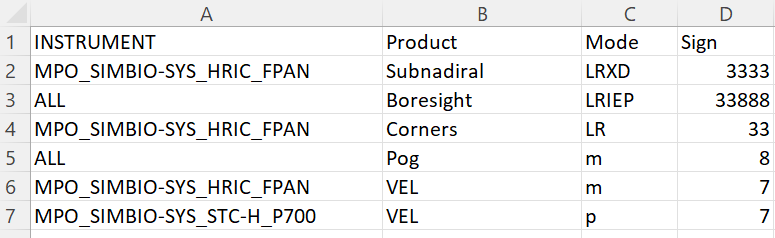 A B C D
1 INSTRUMENT Product Mode Sign
2 MPO_SIMBIO-SYS_HRIC_FPAN Subnadiral LRXD 3333
3 ALL Boresight LRIEP 33888
4 MPO_SIMBIO-SYS_HRIC_FPAN Corners LR 33
5 ALL Pog m 8
6 MPO_SIMBIO-SYS_HRIC_FPAN VEL m 7
7 MPO_SIMBIO-SYS_STC-H_P700 VEL p 7